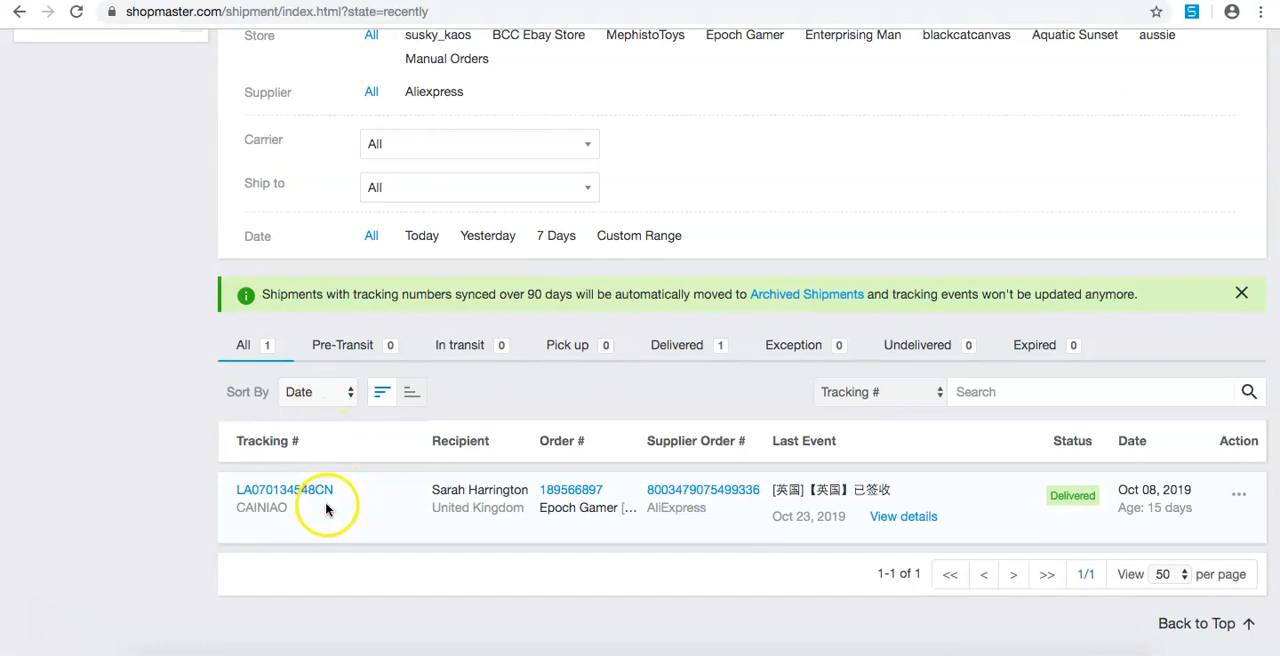 shopmaster.com/shipment/index.html?state=recently
Store All susky_kaos BCC Ebay Store MephistoToys Epoch Gamer Enterprising Man blackcatcanvas Aquatic Sunset aussie
Manual Orders
Supplier All Aliexpress
Carrier All
Ship to All
Date All Today Yesterday 7 Days Custom Range
Shipments with tracking numbers synced over 90 days will be automatically moved to Archived Shipments and tracking events won't be updated anymore.
All 1 Pre-Transit 0 In transit 0 Pick up 0 Delivered 1 Exception 0 Undelivered 0 Expired 0
Sort By Date Tracking # Search
Tracking # Recipient Order # Supplier Order # Last Event Status Date Action
LA070134548CN Sarah Harrington 189566897 8003479075499336 [英国]【英国】已签收 Delivered Oct 08, 2019
CAINIAO United Kingdom Epoch Gamer [... AliExpress Oct 23, 2019 View details Age: 15 days
1-1 of 1 << < > >> 1/1 View 50 per page
Back to Top